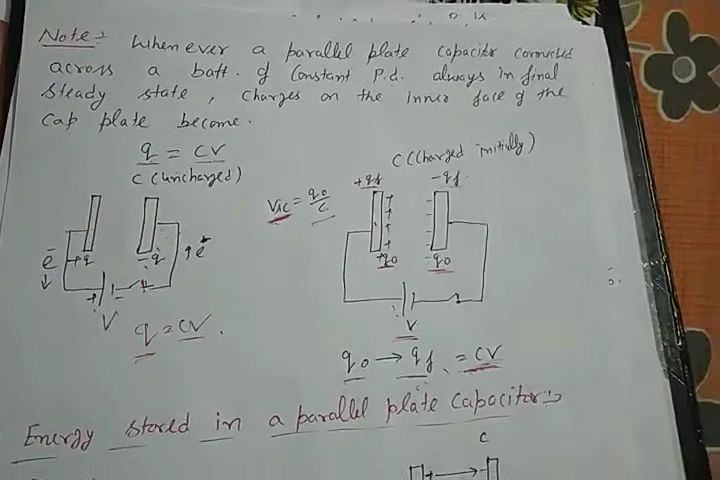 Note :- Whenever a parallel plate capacitor connected
across a batt. of Constant P.d. always in final
Steady state, charges on the inner face of the
Cap plate become.
q = CV
C (uncharged)
C (Charged initially)
+qf
-qf
Vic = q0/C
e-
+q
-q
e-
+q0
-q0
V
q = CV.
V
q0 → qf = CV
Energy stored in a parallel plate Capacitor :-
C